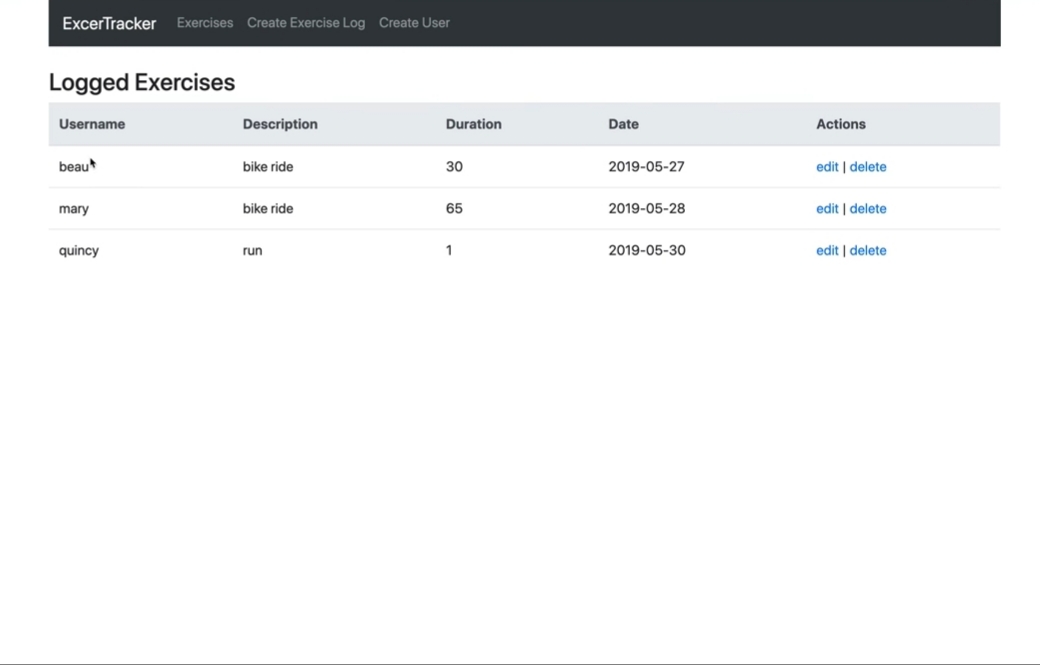 ExcerTracker Exercises Create Exercise Log Create User
Logged Exercises
Username Description Duration Date Actions
beau bike ride 30 2019-05-27 edit | delete
mary bike ride 65 2019-05-28 edit | delete
quincy run 1 2019-05-30 edit | delete